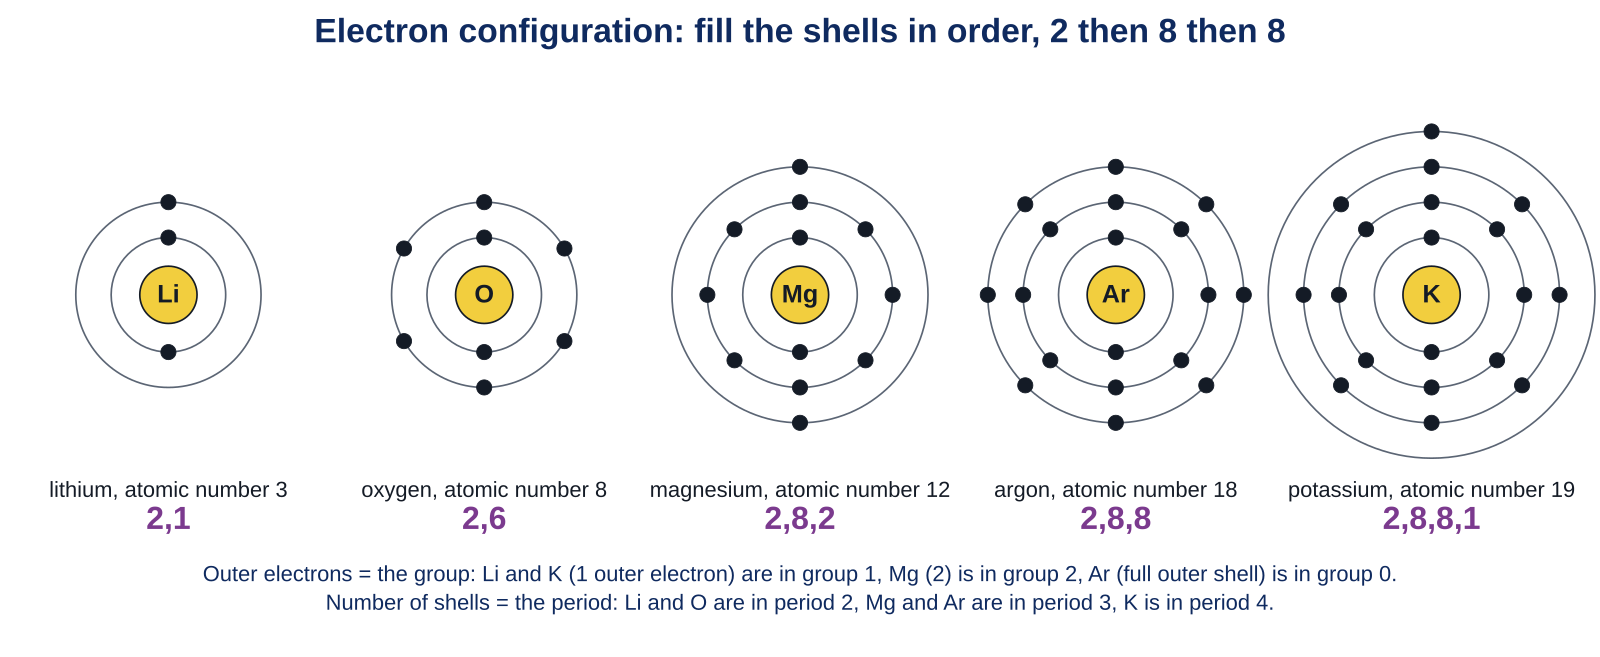 Electron configuration: fill the shells in order, 2 then 8 then 8
Li
O
Mg
Ar
K
lithium, atomic number 3
2,1
oxygen, atomic number 8
2,6
magnesium, atomic number 12
2,8,2
argon, atomic number 18
2,8,8
potassium, atomic number 19
2,8,8,1
Outer electrons = the group: Li and K (1 outer electron) are in group 1, Mg (2) is in group 2, Ar (full outer shell) is in group 0.
Number of shells = the period: Li and O are in period 2, Mg and Ar are in period 3, K is in period 4.